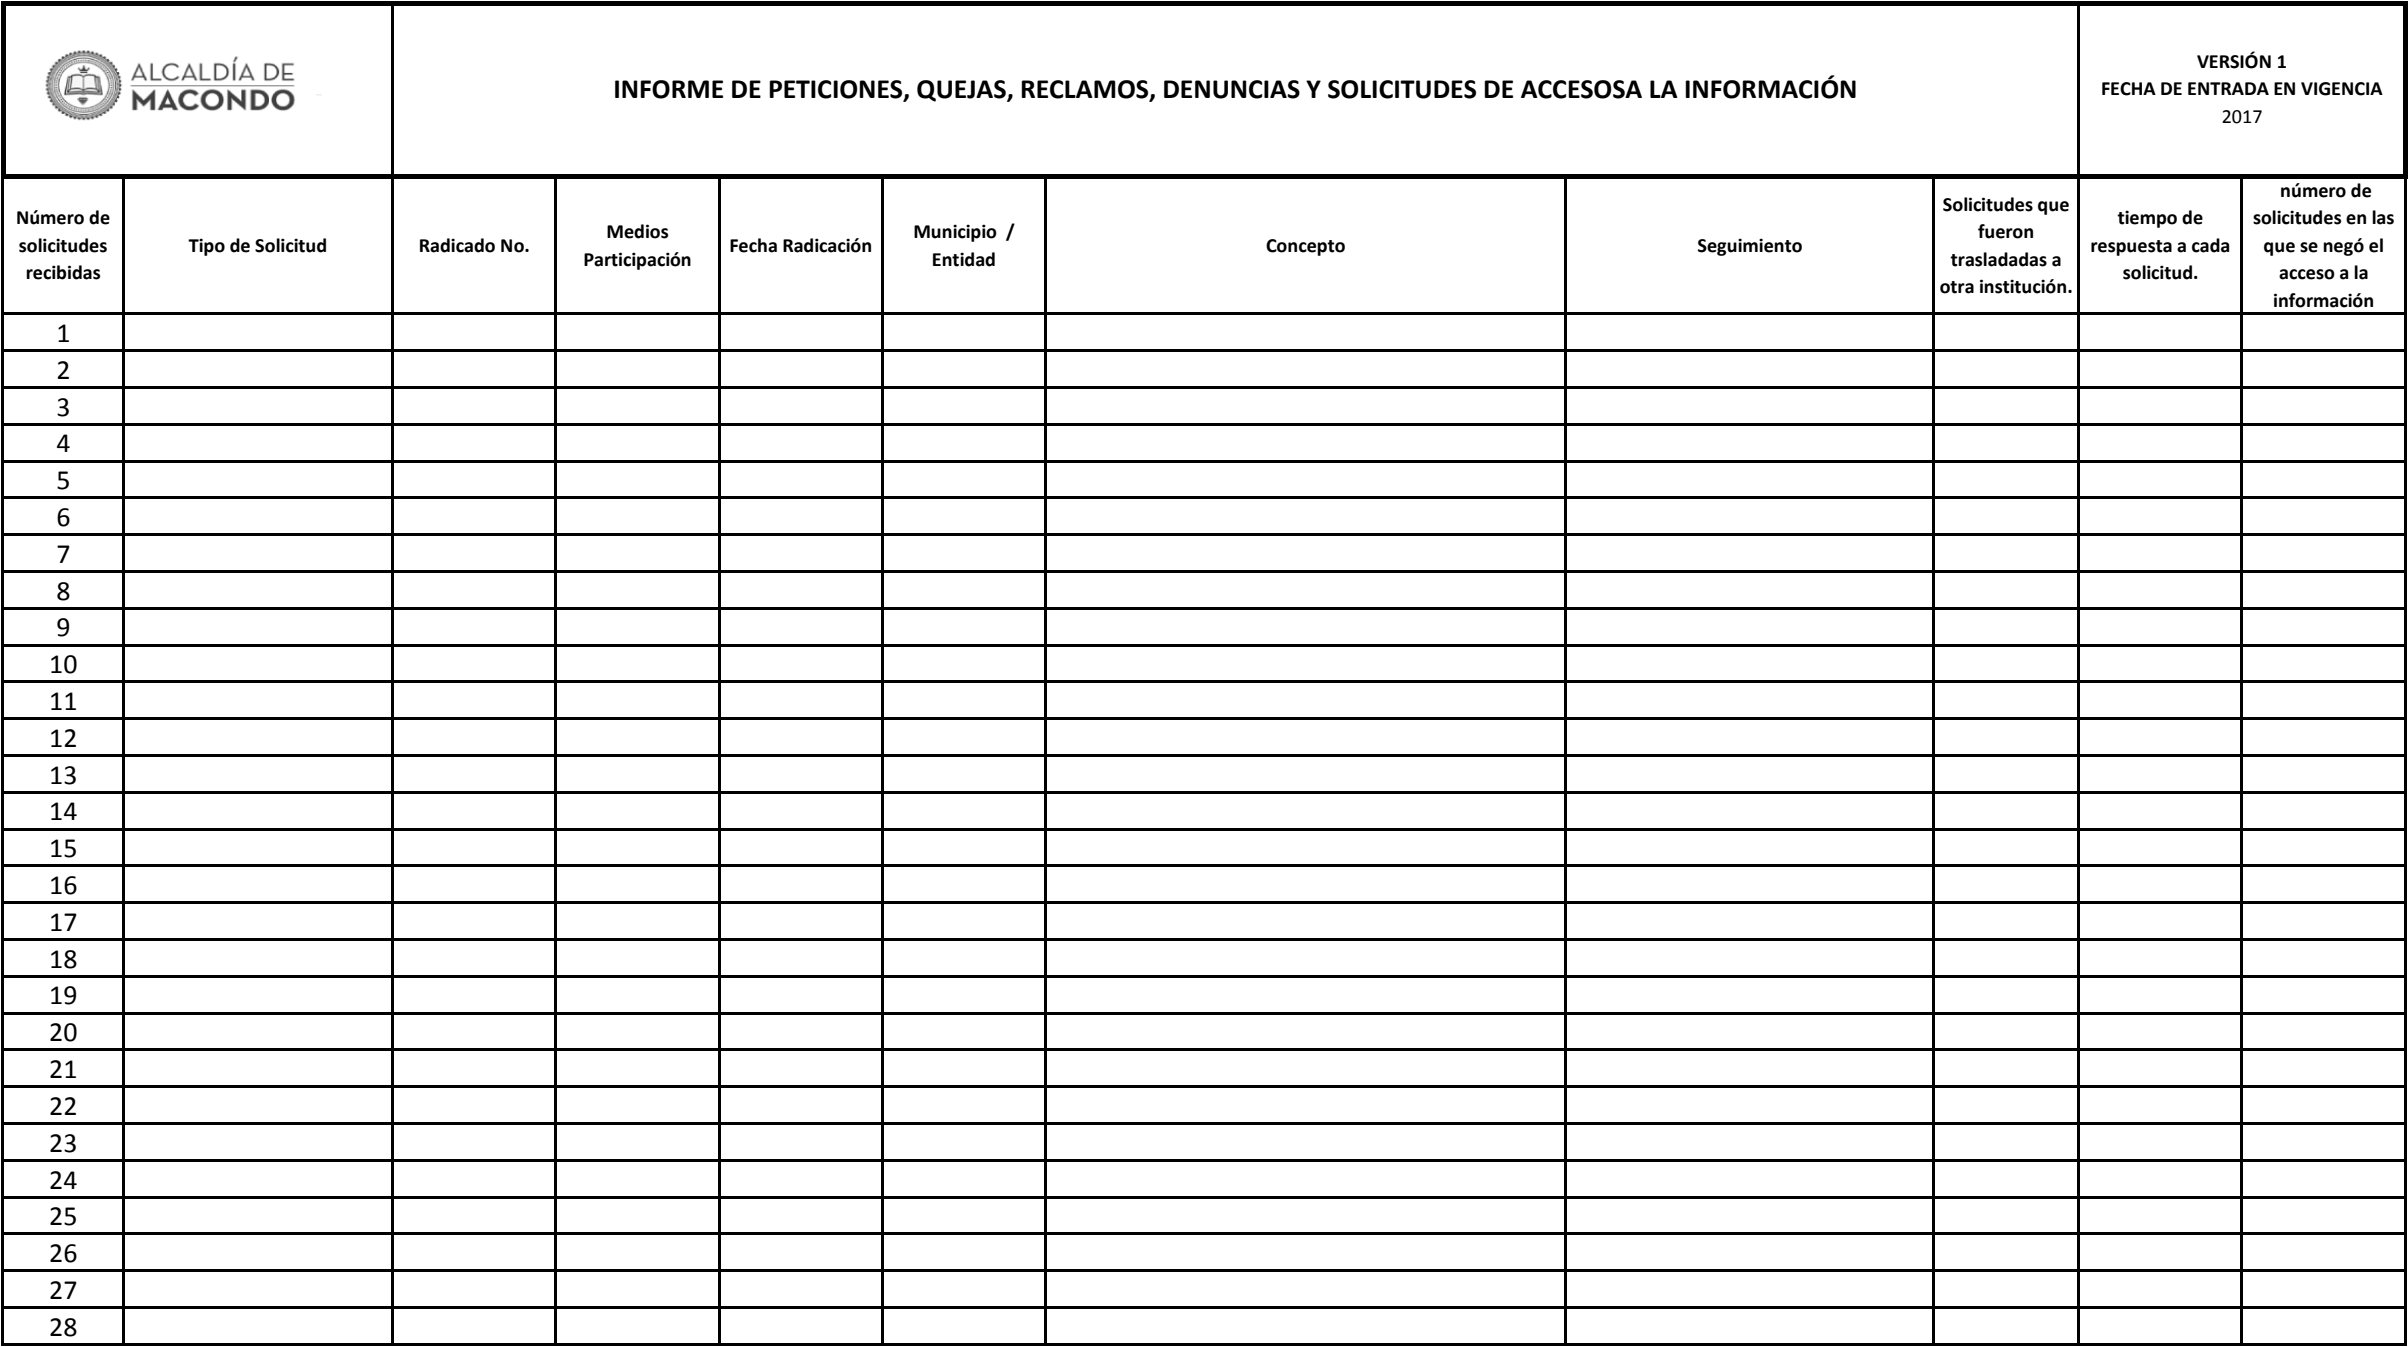 ALCALDÍA DE
MACONDO
INFORME DE PETICIONES, QUEJAS, RECLAMOS, DENUNCIAS Y SOLICITUDES DE ACCESOSA LA INFORMACIÓN
VERSIÓN 1
FECHA DE ENTRADA EN VIGENCIA
2017
Número de
solicitudes
recibidas
Tipo de Solicitud
Radicado No.
Medios
Participación
Fecha Radicación
Municipio /
Entidad
Concepto
Seguimiento
Solicitudes que
fueron
trasladadas a
otra institución.
tiempo de
respuesta a cada
solicitud.
número de
solicitudes en las
que se negó el
acceso a la
información
1
2
3
4
5
6
7
8
9
10
11
12
13
14
15
16
17
18
19
20
21
22
23
24
25
26
27
28